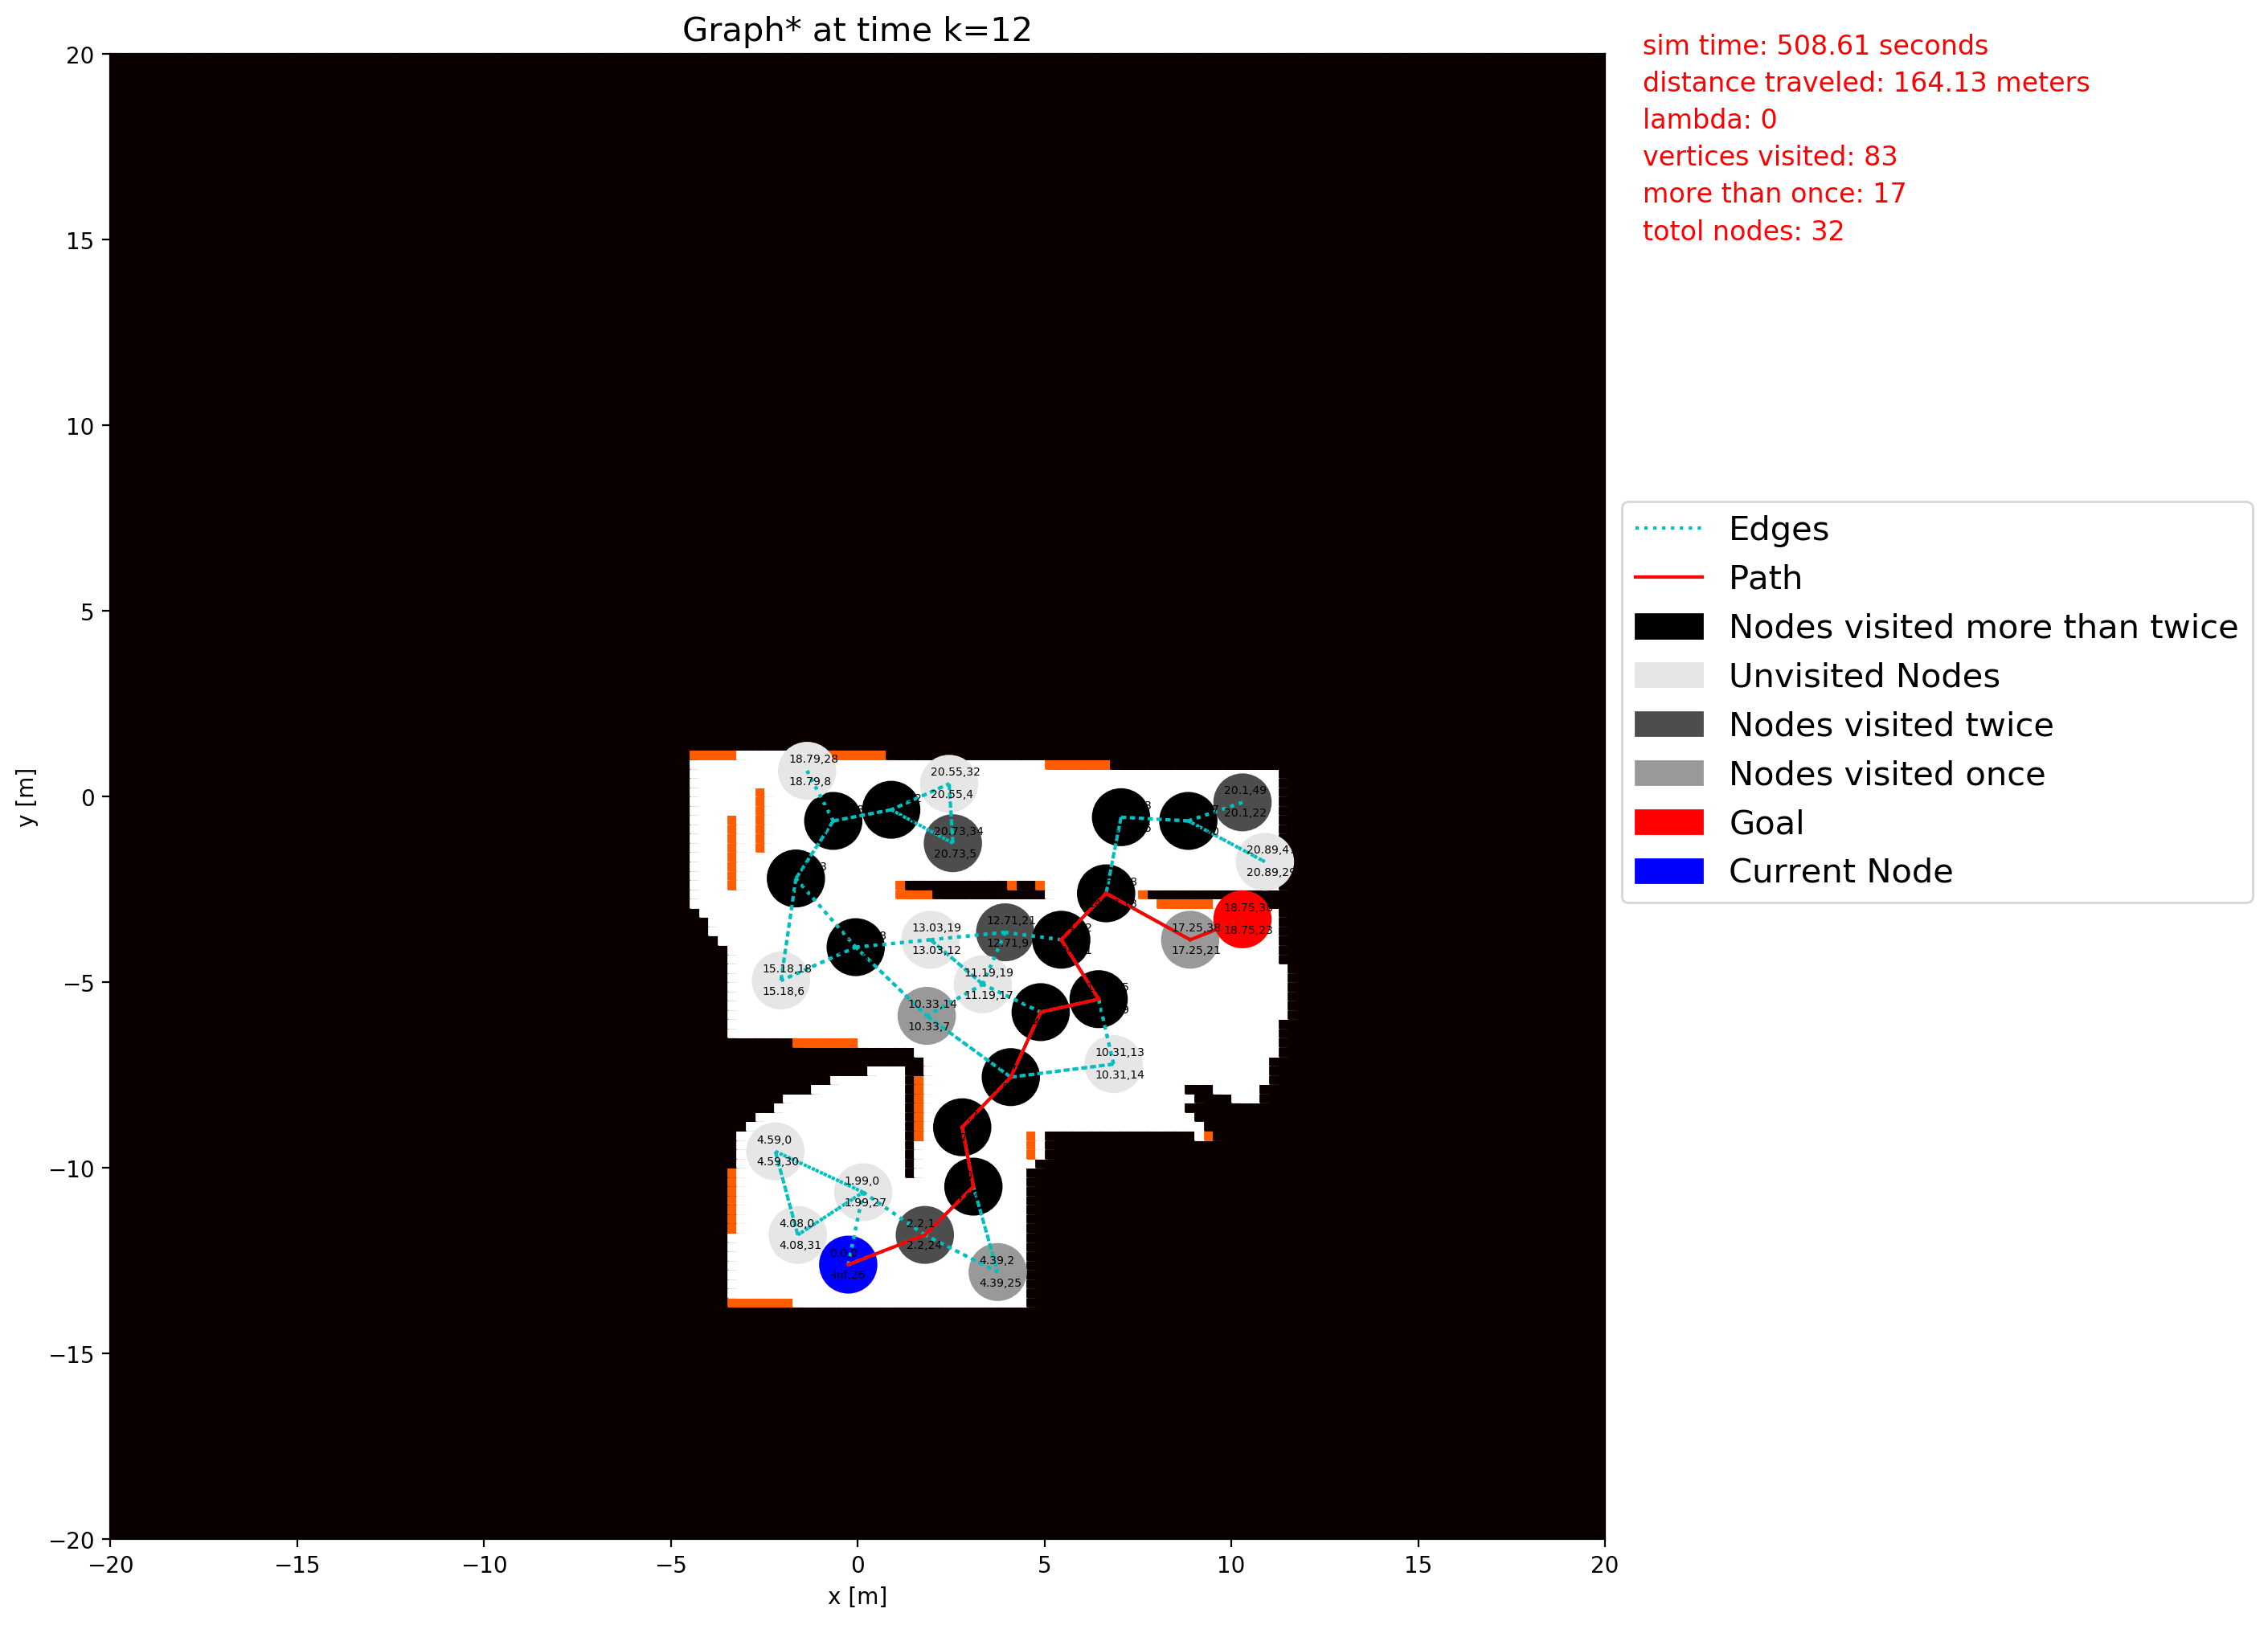 Graph* at time k=12
sim time: 508.61 seconds
distance traveled: 164.13 meters
lambda: 0
vertices visited: 83
more than once: 17
totol nodes: 32
20
15
10
5
0
−5
−10
−15
−20
y [m]
−20
−15
−10
−5
0
5
10
15
20
x [m]
Edges
Path
Nodes visited more than twice
Unvisited Nodes
Nodes visited twice
Nodes visited once
Goal
Current Node
18.79,28
18.79,8
20.55,32
20.55,4
20.73,34
20.73,5
20.1,49
20.1,22
20.89,29
18.75,23
17.25,38
17.25,21
12.71,21
12.71,9
13.03,19
13.03,12
11.19,19
11.19,17
15.18,18
15.18,6
10.33,14
10.33,7
10.31,13
10.31,14
4.59,0
4.59,30
1.99,0
1.99,27
4.08,0
4.08,31
2.2,1
2.2,24
4.39,2
4.39,25
0.0,0
-inf,26